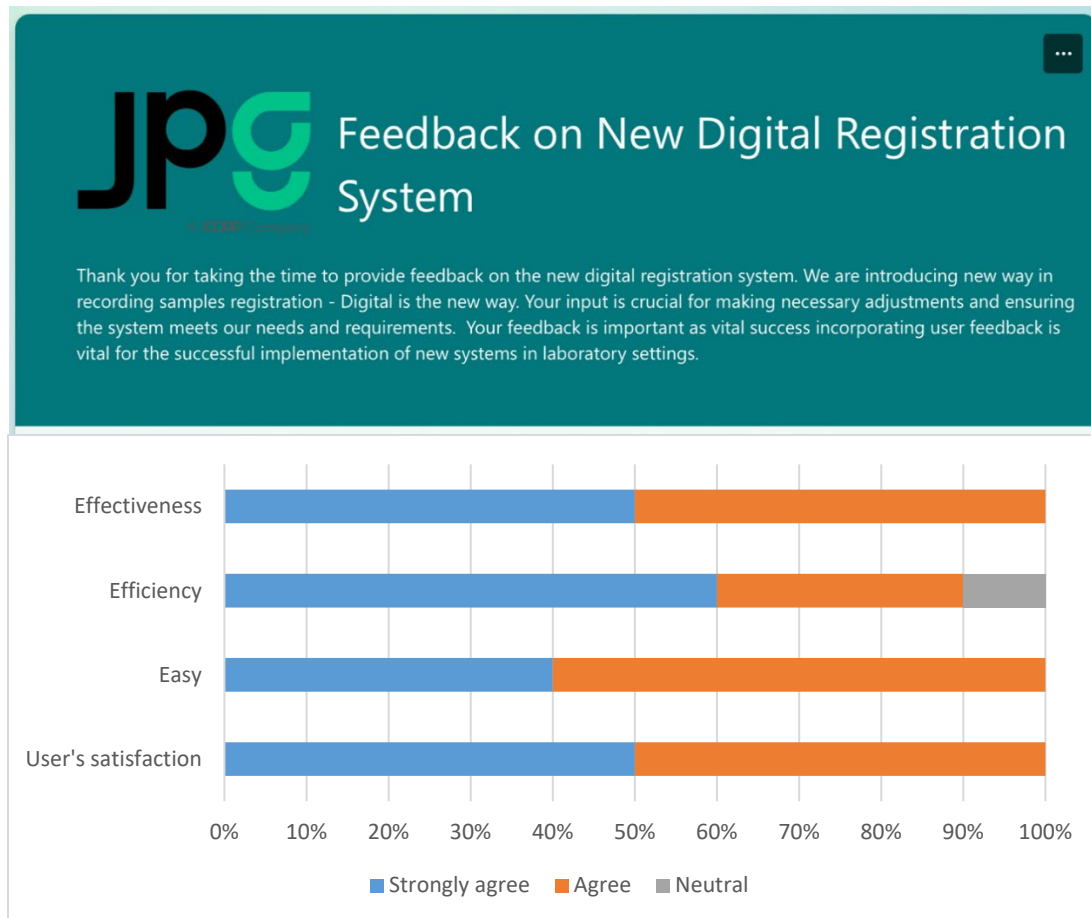 ...
JPG
Feedback on New Digital Registration
System
Thank you for taking the time to provide feedback on the new digital registration system. We are introducing new way in
recording samples registration - Digital is the new way. Your input is crucial for making necessary adjustments and ensuring
the system meets our needs and requirements.  Your feedback is important as vital success incorporating user feedback is
vital for the successful implementation of new systems in laboratory settings.
Effectiveness
Efficiency
Easy
User's satisfaction
0% 10% 20% 30% 40% 50% 60% 70% 80% 90% 100%
Strongly agree Agree Neutral